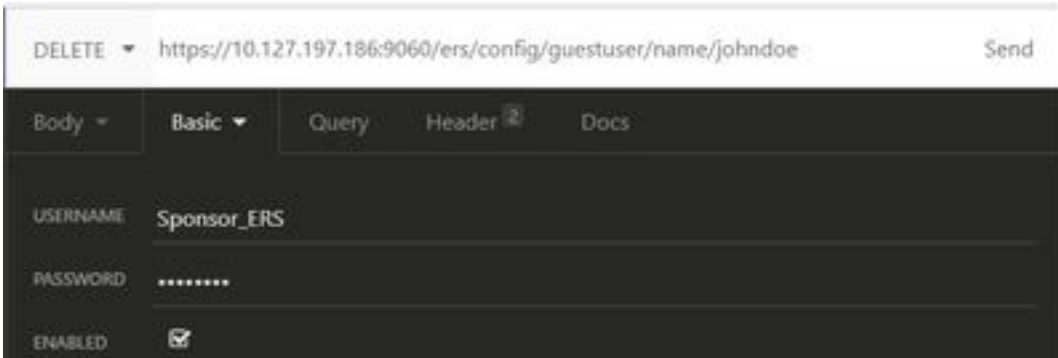 DELETE https://10.127.197.186:9060/ers/config/guestuser/name/johndoe Send
Body Basic Query Header 2 Docs
USERNAME Sponsor_ERS
PASSWORD ••••••••
ENABLED